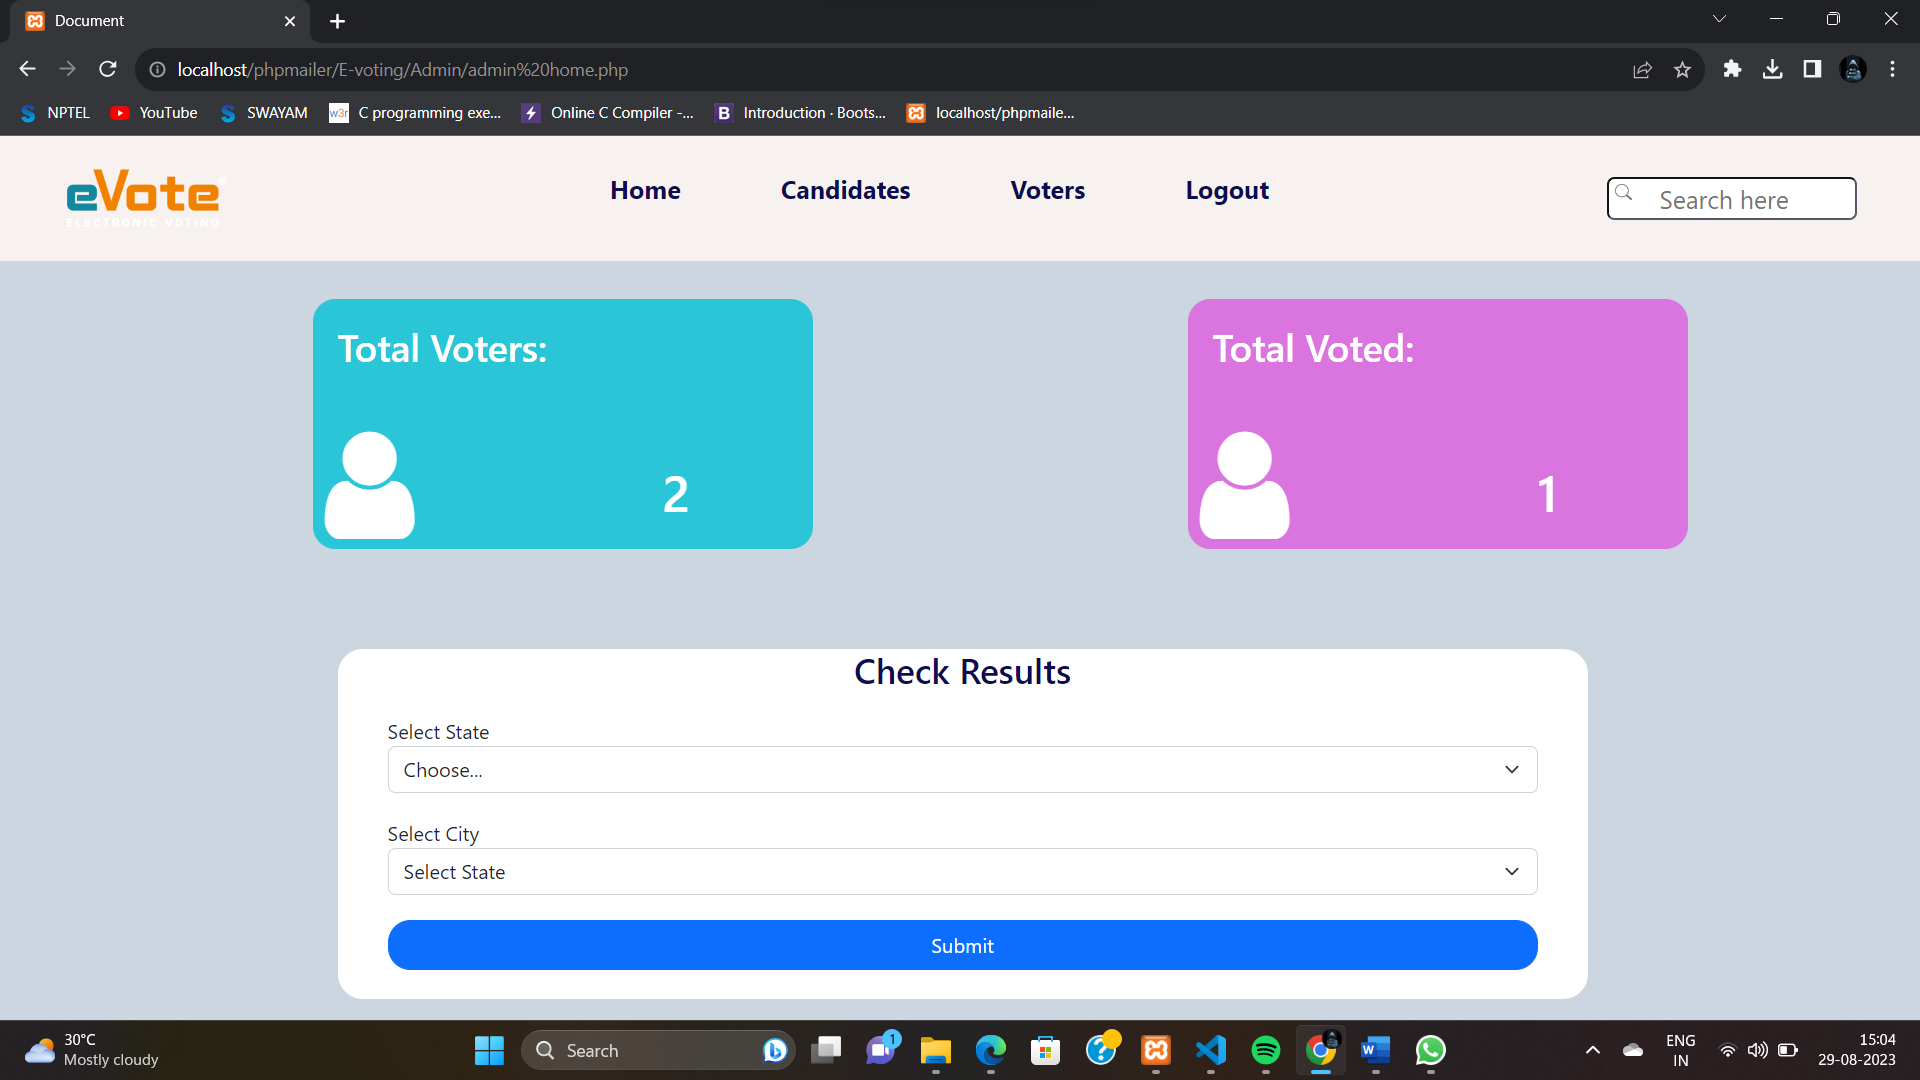 Document
localhost/phpmailer/E-voting/Admin/admin%20home.php
NPTEL YouTube SWAYAM w3r C programming exe... Online C Compiler -... B Introduction · Boots... localhost/phpmaile...
eVote
ELECTRONIC VOTING
Home Candidates Voters Logout
Search here
Total Voters:
2
Total Voted:
1
Check Results
Select State
Choose...
Select City
Select State
Submit
30°C
Mostly cloudy
Search
1
ENG
IN
15:04
29-08-2023